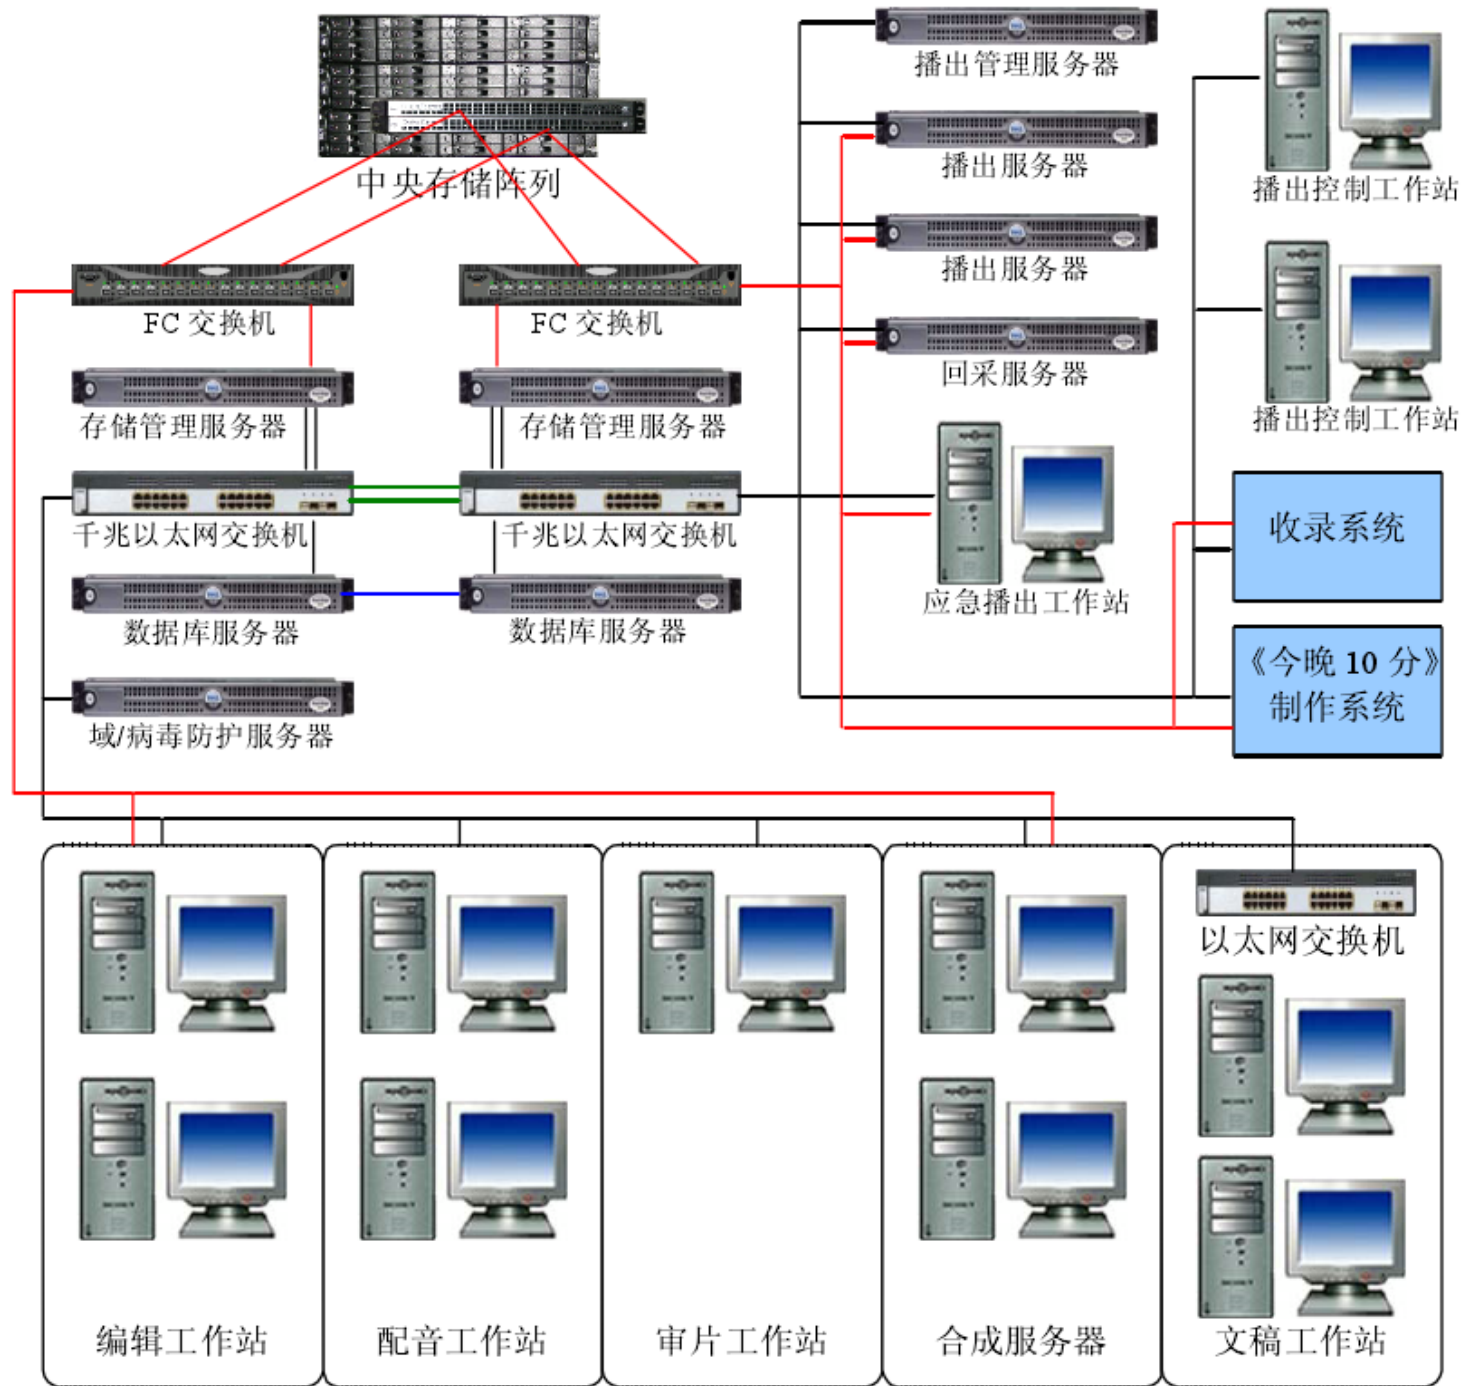 播出管理服务器
播出服务器
中央存储阵列
播出控制工作站
播出服务器
FC 交换机
FC 交换机
回采服务器
存储管理服务器
存储管理服务器
播出控制工作站
千兆以太网交换机
千兆以太网交换机
收录系统
应急播出工作站
数据库服务器
数据库服务器
《今晚 10 分》
制作系统
域/病毒防护服务器
以太网交换机
编辑工作站
配音工作站
审片工作站
合成服务器
文稿工作站